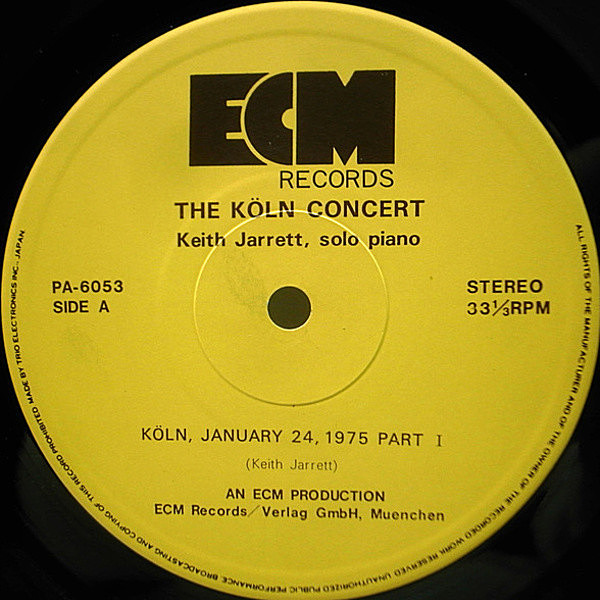 ECM
RECORDS
THE KÖLN CONCERT
Keith Jarrett, solo piano
PA-6053
SIDE A
STEREO
33⅓RPM
KÖLN, JANUARY 24, 1975 PART I
(Keith Jarrett)
AN ECM PRODUCTION
ECM Records/Verlag GmbH, Muenchen
ALL RIGHTS OF THE MANUFACTURER AND OF THE OWNER OF THE RECORDED WORK RESERVED. UNAUTHORIZED PUBLIC PERFORMANCE, BROADCASTING AND COPYING OF THIS RECORD PROHIBITED MADE BY TRIO ELECTRONICS INC., JAPAN